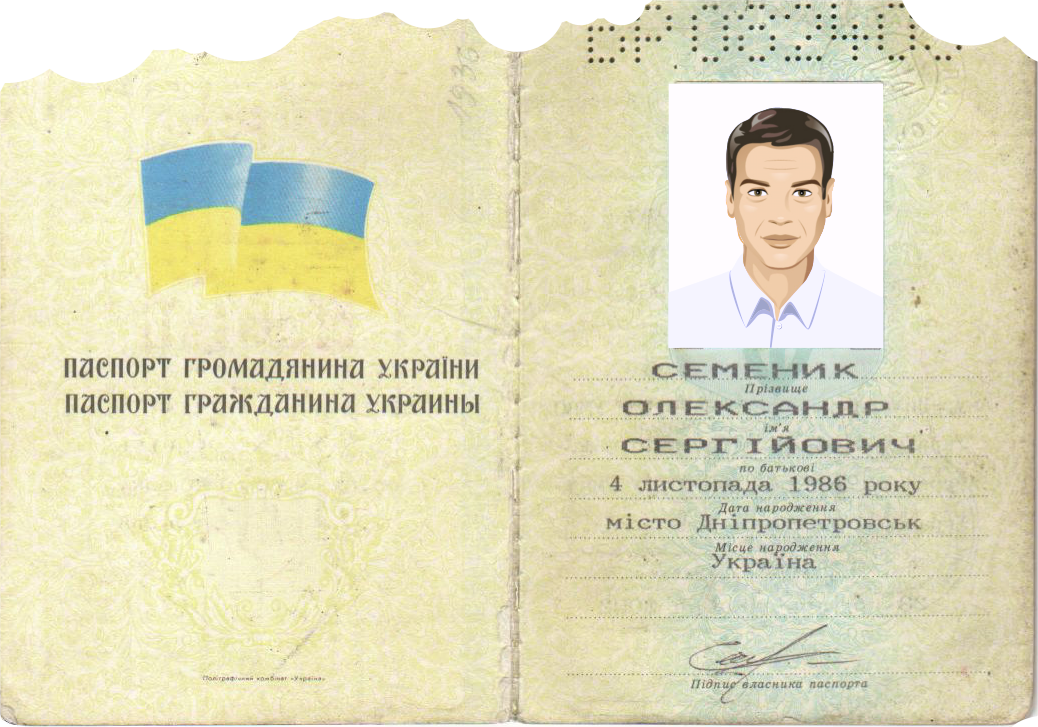 1936
ПАСПОРТ ГРОМАДЯНИНА УКРАЇНИ
ПАСПОРТ ГРАЖДАНИНА УКРАИНЫ
Поліграфічний комбінат «Україна»
СЕМЕНИК
Прізвище
ОЛЕКСАНДР
ім'я
СЕРГІЙОВИЧ
по батькові
4 листопада 1986 року
Дата народження
місто Дніпропетровськ
Місце народження
Україна
Підпис власника паспорта